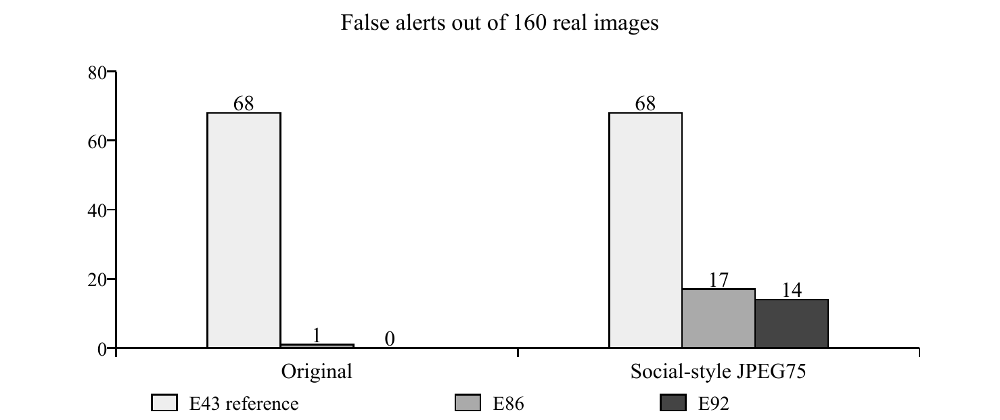 False alerts out of 160 real images
80
60
40
20
0
68
1
0
68
17
14
Original
Social-style JPEG75
E43 reference
E86
E92